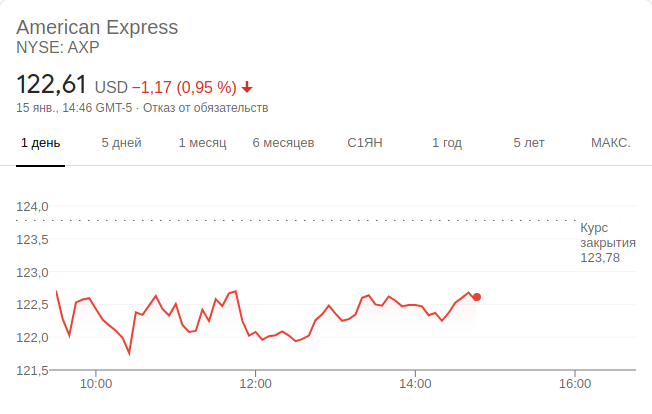 American Express
NYSE: AXP
122,61 USD −1,17 (0,95 %)
15 янв., 14:46 GMT-5 · Отказ от обязательств
1 день 5 дней 1 месяц 6 месяцев С1ЯН 1 год 5 лет МАКС.
124,0
Курс
закрытия
123,78
123,5
123,0
122,5
122,0
121,5
10:00 12:00 14:00 16:00